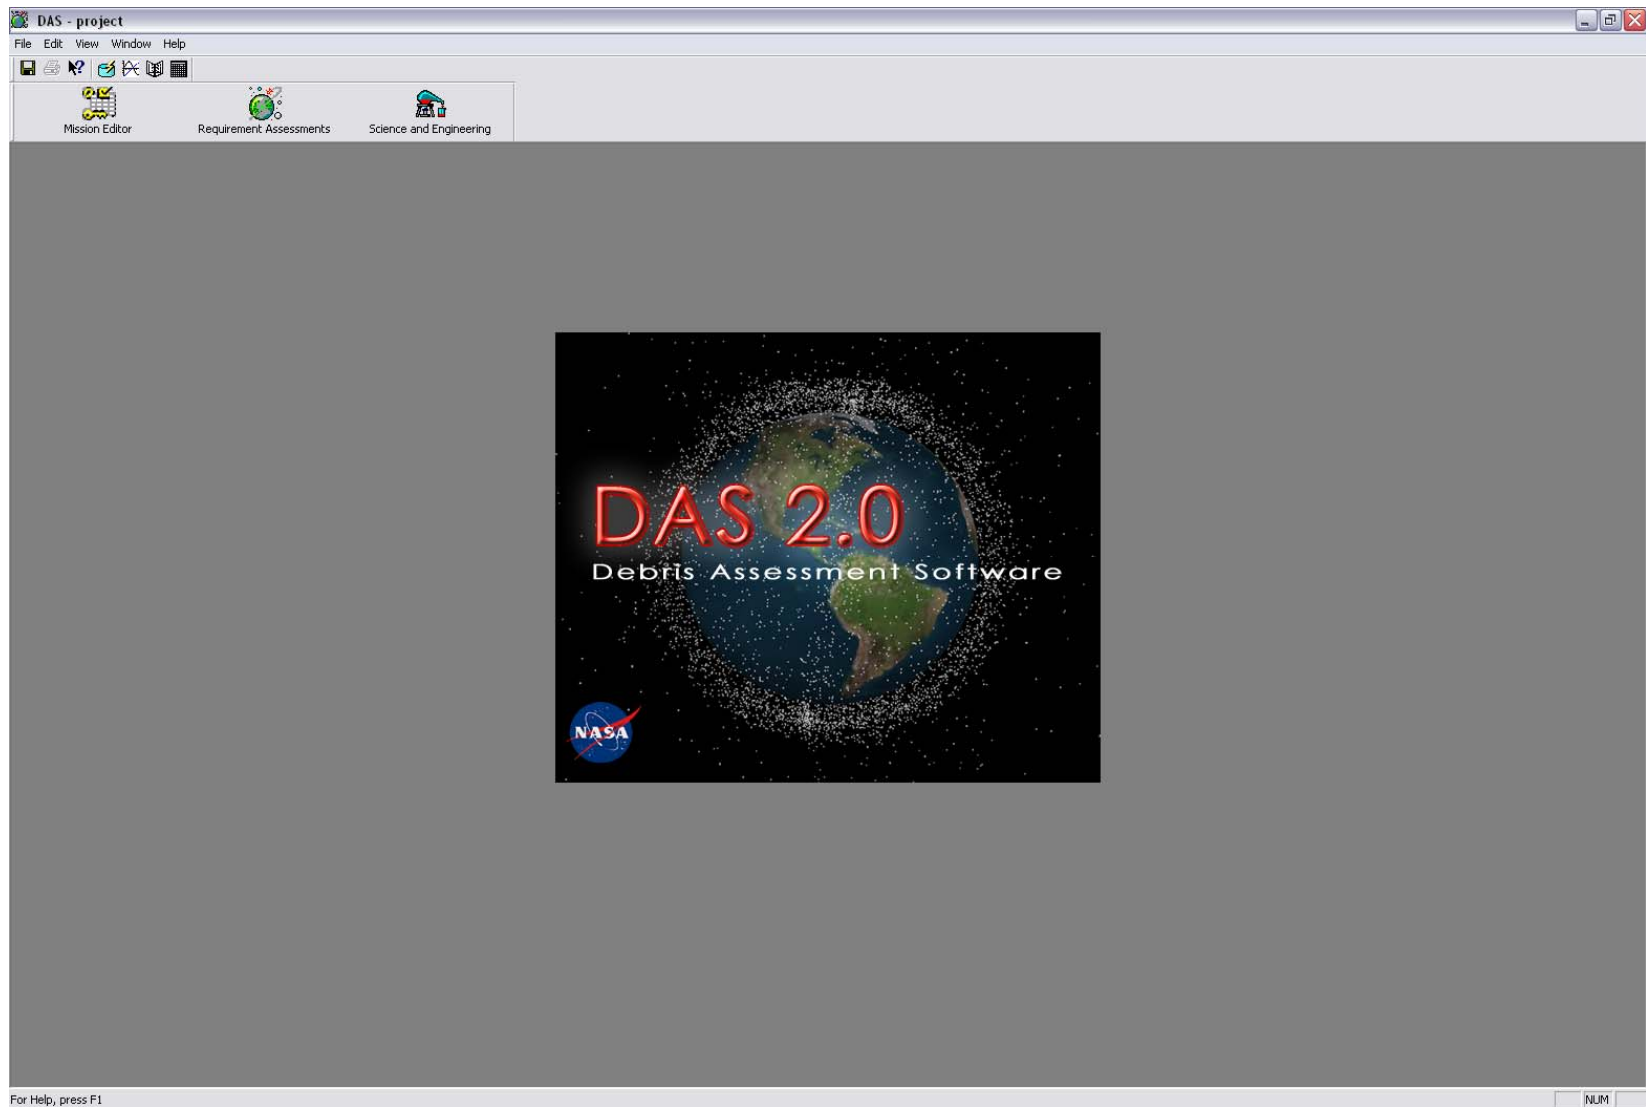 DAS - project
File Edit View Window Help
Mission Editor Requirement Assessments Science and Engineering
DAS 2.0
Debris Assessment Software
NASA
For Help, press F1
NUM